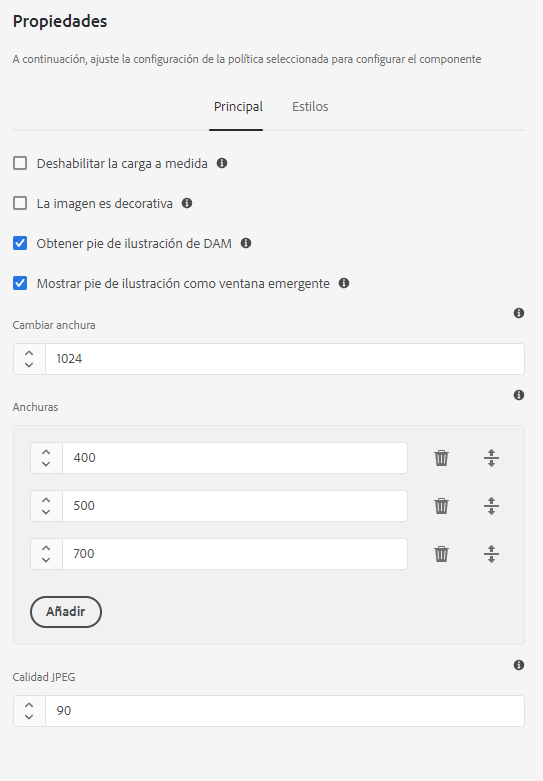 Propiedades
A continuación, ajuste la configuración de la política seleccionada para configurar el componente
Principal
Estilos
Deshabilitar la carga a medida
La imagen es decorativa
Obtener pie de ilustración de DAM
Mostrar pie de ilustración como ventana emergente
Cambiar anchura
1024
Anchuras
400
500
700
Añadir
Calidad JPEG
90